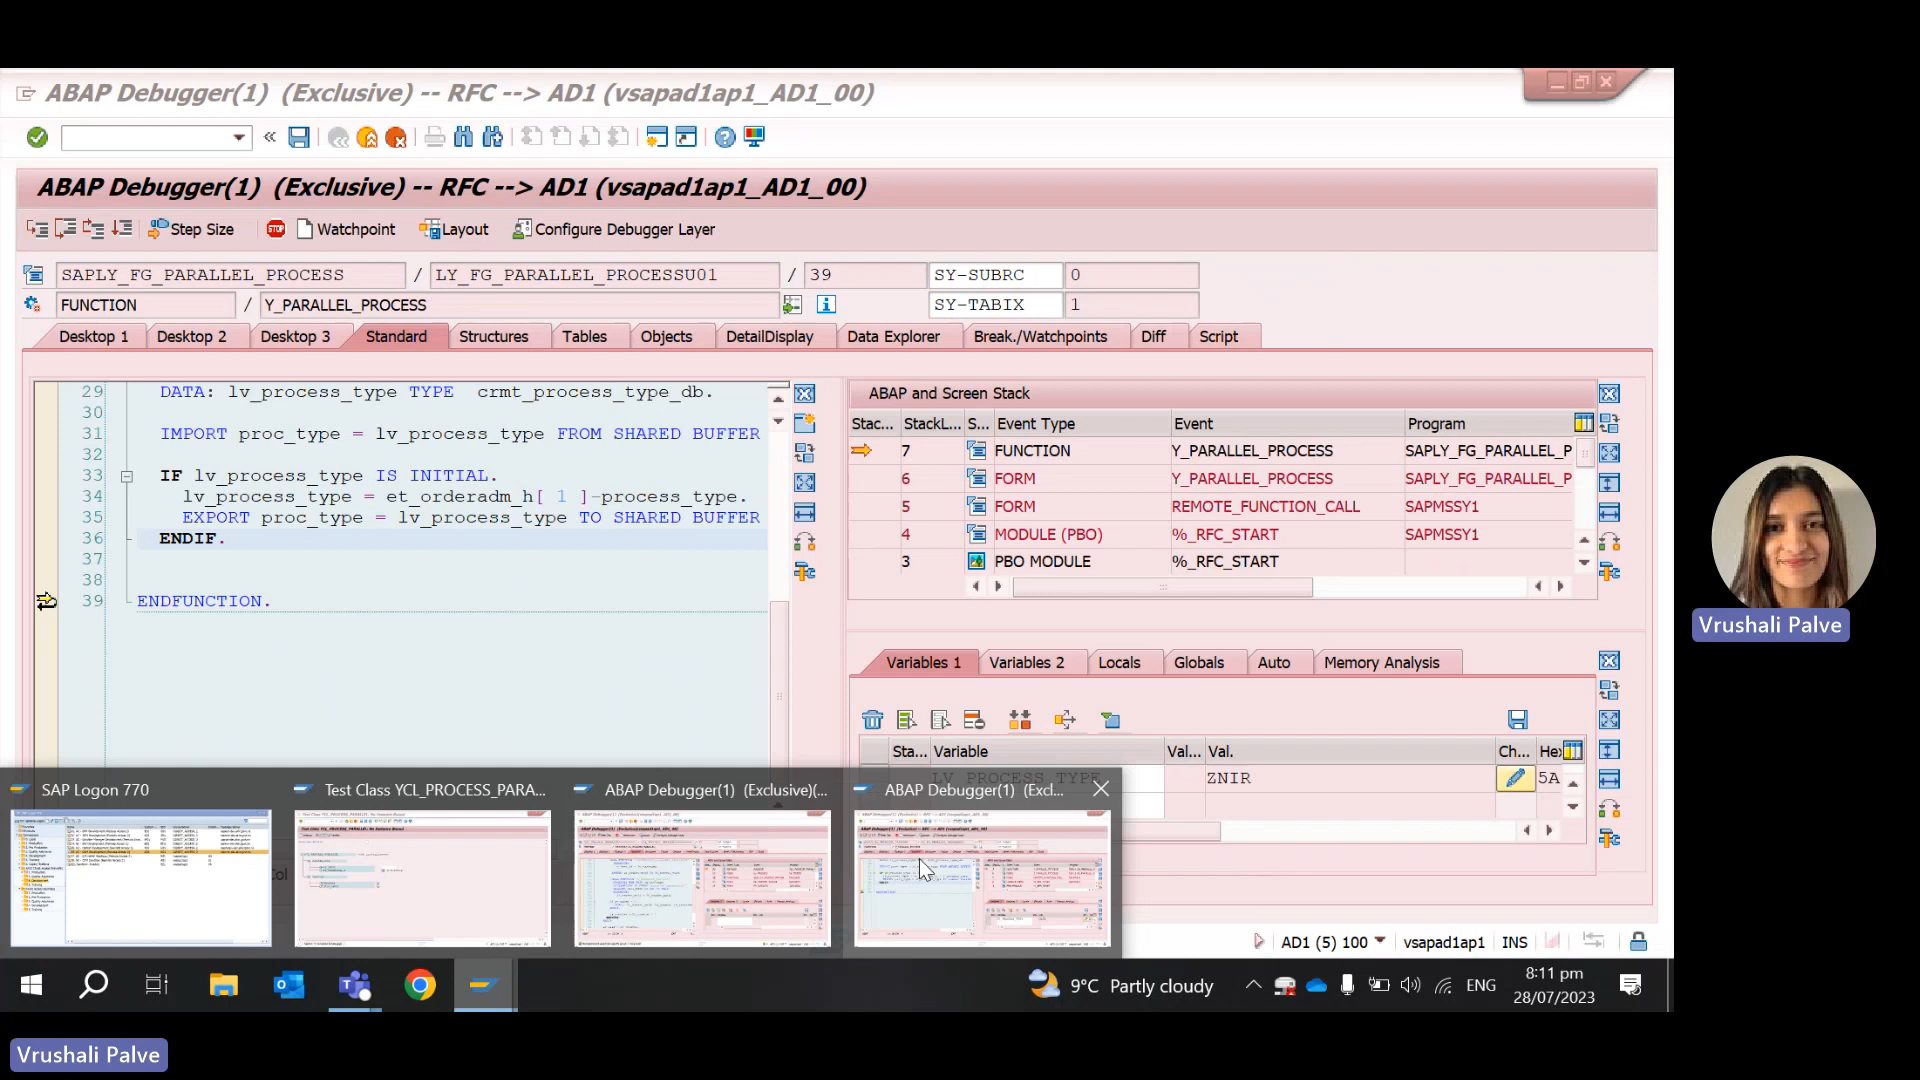 ABAP Debugger(1) (Exclusive) -- RFC --> AD1 (vsapad1ap1_AD1_00)
ABAP Debugger(1) (Exclusive) -- RFC --> AD1 (vsapad1ap1_AD1_00)
Step Size STOP Watchpoint Layout Configure Debugger Layer
SAPLY_FG_PARALLEL_PROCESS / LY_FG_PARALLEL_PROCESSU01 / 39 SY-SUBRC 0
FUNCTION / Y_PARALLEL_PROCESS SY-TABIX 1
Desktop 1 Desktop 2 Desktop 3 Standard Structures Tables Objects DetailDisplay Data Explorer Break./Watchpoints Diff Script
29 DATA: lv_process_type TYPE crmt_process_type_db.
30
31 IMPORT proc_type = lv_process_type FROM SHARED BUFFER
32
33 IF lv_process_type IS INITIAL.
34 lv_process_type = et_orderadm_h[ 1 ]-process_type.
35 EXPORT proc_type = lv_process_type TO SHARED BUFFER
36 ENDIF.
37
38
39 ENDFUNCTION.
ABAP and Screen Stack
Stac... StackL... S... Event Type Event Program
7 FUNCTION Y_PARALLEL_PROCESS SAPLY_FG_PARALLEL_P
6 FORM Y_PARALLEL_PROCESS SAPLY_FG_PARALLEL_P
5 FORM REMOTE_FUNCTION_CALL SAPMSSY1
4 MODULE (PBO) %_RFC_START SAPMSSY1
3 PBO MODULE %_RFC_START
Variables 1 Variables 2 Locals Globals Auto Memory Analysis
Sta... Variable Val... Val. Ch... Hex
LV_PROCESS_TYPE ZNIR 5A
SAP Logon 770
Test Class YCL_PROCESS_PARA...
ABAP Debugger(1) (Exclusive)(...
ABAP Debugger(1) (Excl...
Col
AD1 (5) 100 vsapad1ap1 INS
9°C Partly cloudy ENG 8:11 pm
28/07/2023
Vrushali Palve
Vrushali Palve